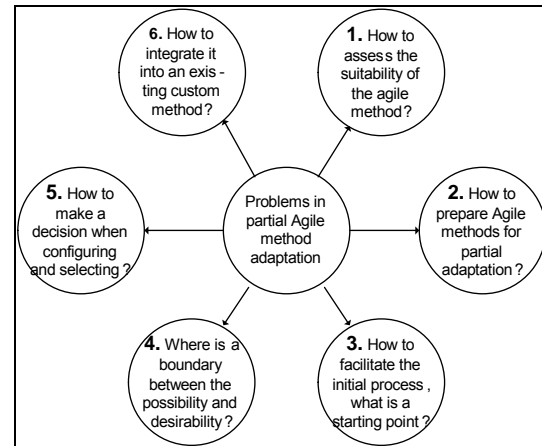 Problems in
partial Agile
method
adaptation
1. How to
assess the
suitability of
the agile
method?
2. How to
prepare Agile
methods for
partial
adaptation ?
3. How to
facilitate the
initial process ,
what is a
starting point ?
4. Where is a
boundary
between the
possibility and
desirability ?
5. How to
make a
decision when
configuring
and selecting ?
6. How to
integrate it
into an exis -
ting custom
method ?